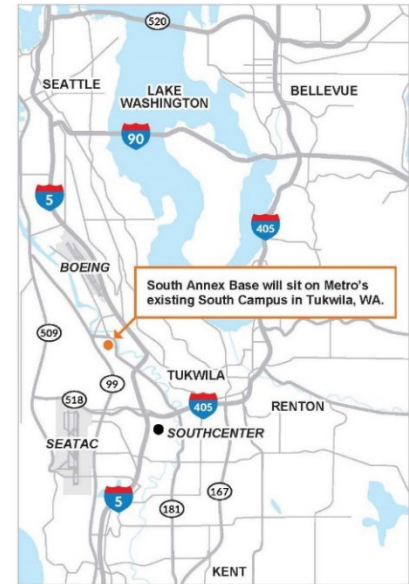 520
SEATTLE
LAKE
WASHINGTON
BELLEVUE
90
5
405
BOEING
South Annex Base will sit on Metro's
existing South Campus in Tukwila, WA.
509
99
TUKWILA
518
405
RENTON
SEATAC
SOUTHCENTER
5
167
181
KENT